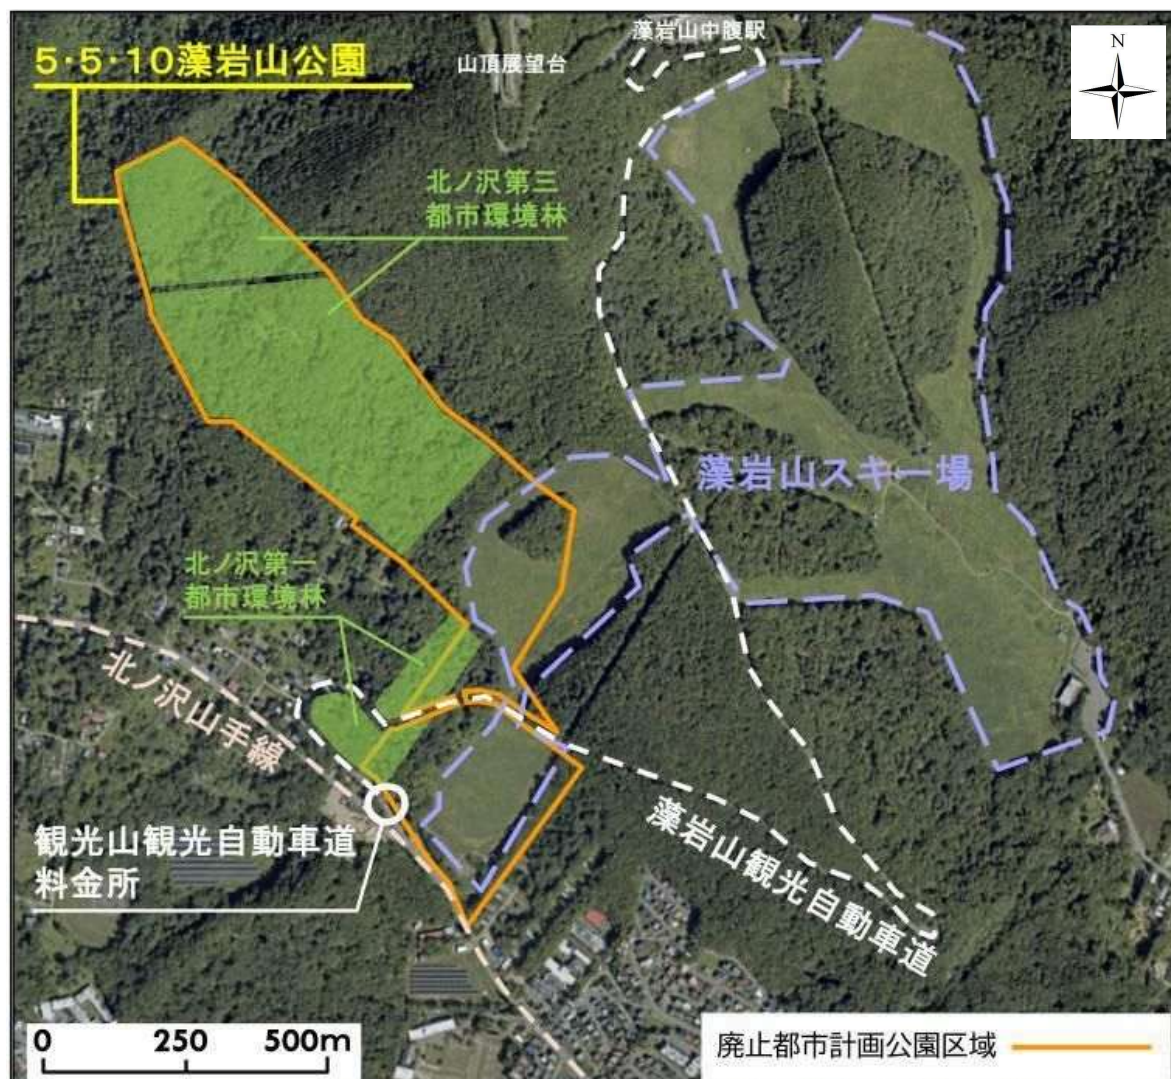 5・5・10藻岩山公園
山頂展望台
藻岩山中腹駅
N
北ノ沢第三
都市環境林
藻岩山スキー場
北ノ沢第一
都市環境林
北ノ沢山手線
観光山観光自動車道
料金所
藻岩山観光自動車道
0 250 500m
廃止都市計画公園区域